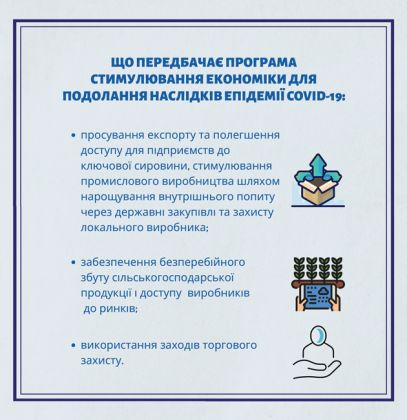 ЩО ПЕРЕДБАЧАЄ ПРОГРАМА
СТИМУЛЮВАННЯ ЕКОНОМІКИ ДЛЯ
ПОДОЛАННЯ НАСЛІДКІВ ЕПІДЕМІЇ COVID-19:
• просування експорту та полегшення
доступу для підприємств до
ключової сировини, стимулювання
промислового виробництва шляхом
нарощування внутрішнього попиту
через державні закупівлі та захисту
локального виробника;
• забезпечення безперебійного
збуту сільськогосподарської
продукції і доступу виробників
до ринків;
• використання заходів торгового
захисту.